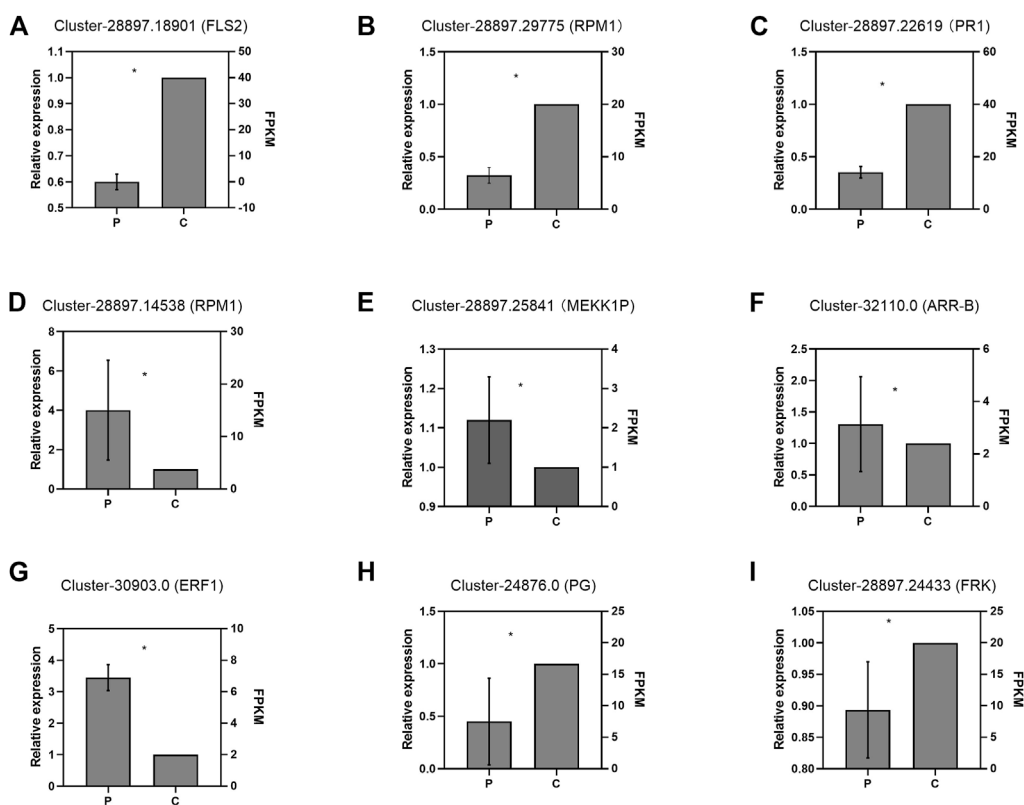 A Cluster-28897.18901 (FLS2)
Relative expression
1.1
1.0
0.9
0.8
0.7
0.6
0.5
*
50
40
30
20
10
0
-10
FPKM
P C
B Cluster-28897.29775 (RPM1）
Relative expression
1.5
1.0
0.5
0.0
*
30
20
10
0
FPKM
P C
C Cluster-28897.22619（PR1)
Relative expression
1.5
1.0
0.5
0.0
*
60
40
20
0
FPKM
P C
D Cluster-28897.14538 (RPM1)
Relative expression
8
6
4
2
0
*
30
20
10
0
FPKM
P C
E Cluster-28897.25841（MEKK1P)
Relative expression
1.3
1.2
1.1
1.0
0.9
*
4
3
2
1
0
FPKM
P C
F Cluster-32110.0 (ARR-B)
Relative expression
2.5
2.0
1.5
1.0
0.5
0.0
*
6
4
2
0
FPKM
P C
G Cluster-30903.0 (ERF1)
Relative expression
5
4
3
2
1
0
*
10
8
6
4
2
0
FPKM
P C
H Cluster-24876.0 (PG)
Relative expression
1.5
1.0
0.5
0.0
*
25
20
15
10
5
0
FPKM
P C
I Cluster-28897.24433 (FRK)
Relative expression
1.05
1.00
0.95
0.90
0.85
0.80
*
25
20
15
10
5
0
FPKM
P C